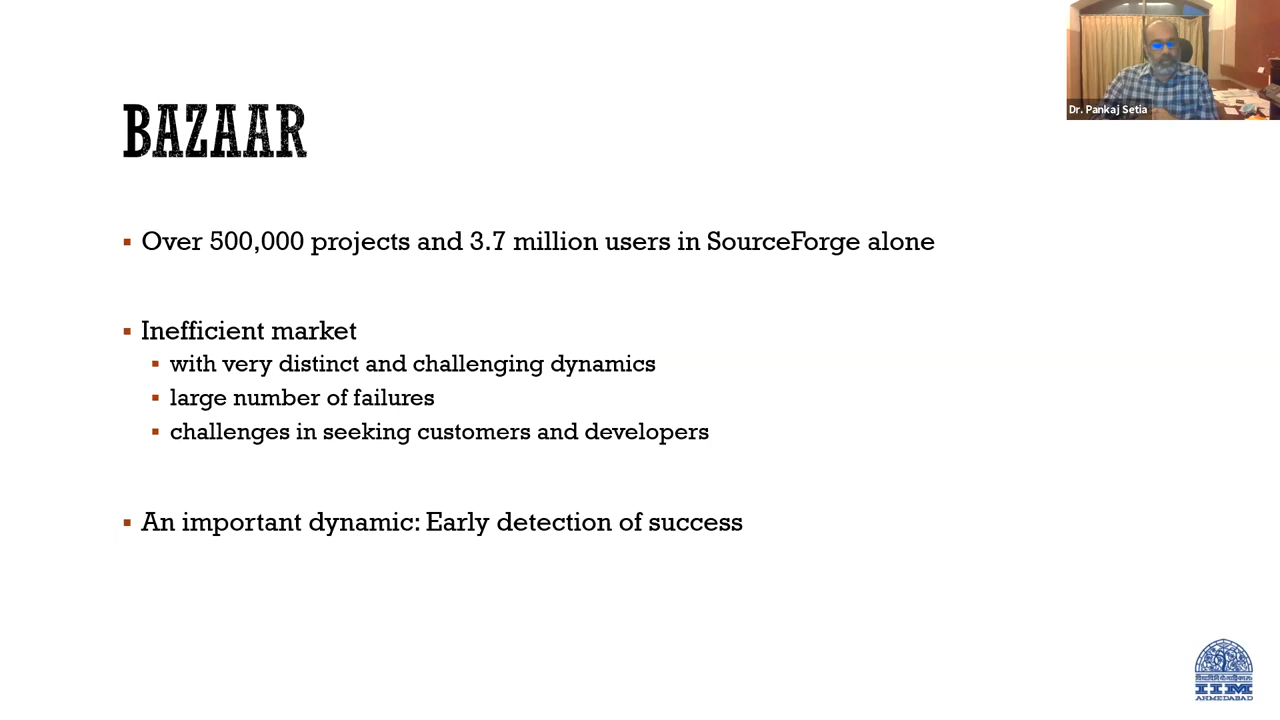 Dr. Pankaj Setia
BAZAAR
Over 500,000 projects and 3.7 million users in SourceForge alone
Inefficient market
with very distinct and challenging dynamics
large number of failures
challenges in seeking customers and developers
An important dynamic: Early detection of success
IIM
AHMEDABAD